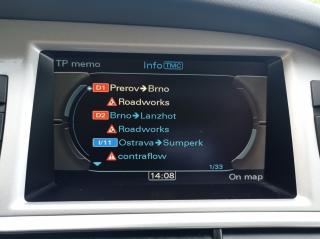 TP memo Info TMC
D1 Prerov→Brno
Roadworks
D2 Brno→Lanzhot
Roadworks
I/11 Ostrava→Sumperk
contraflow
1/33
14:08 On map